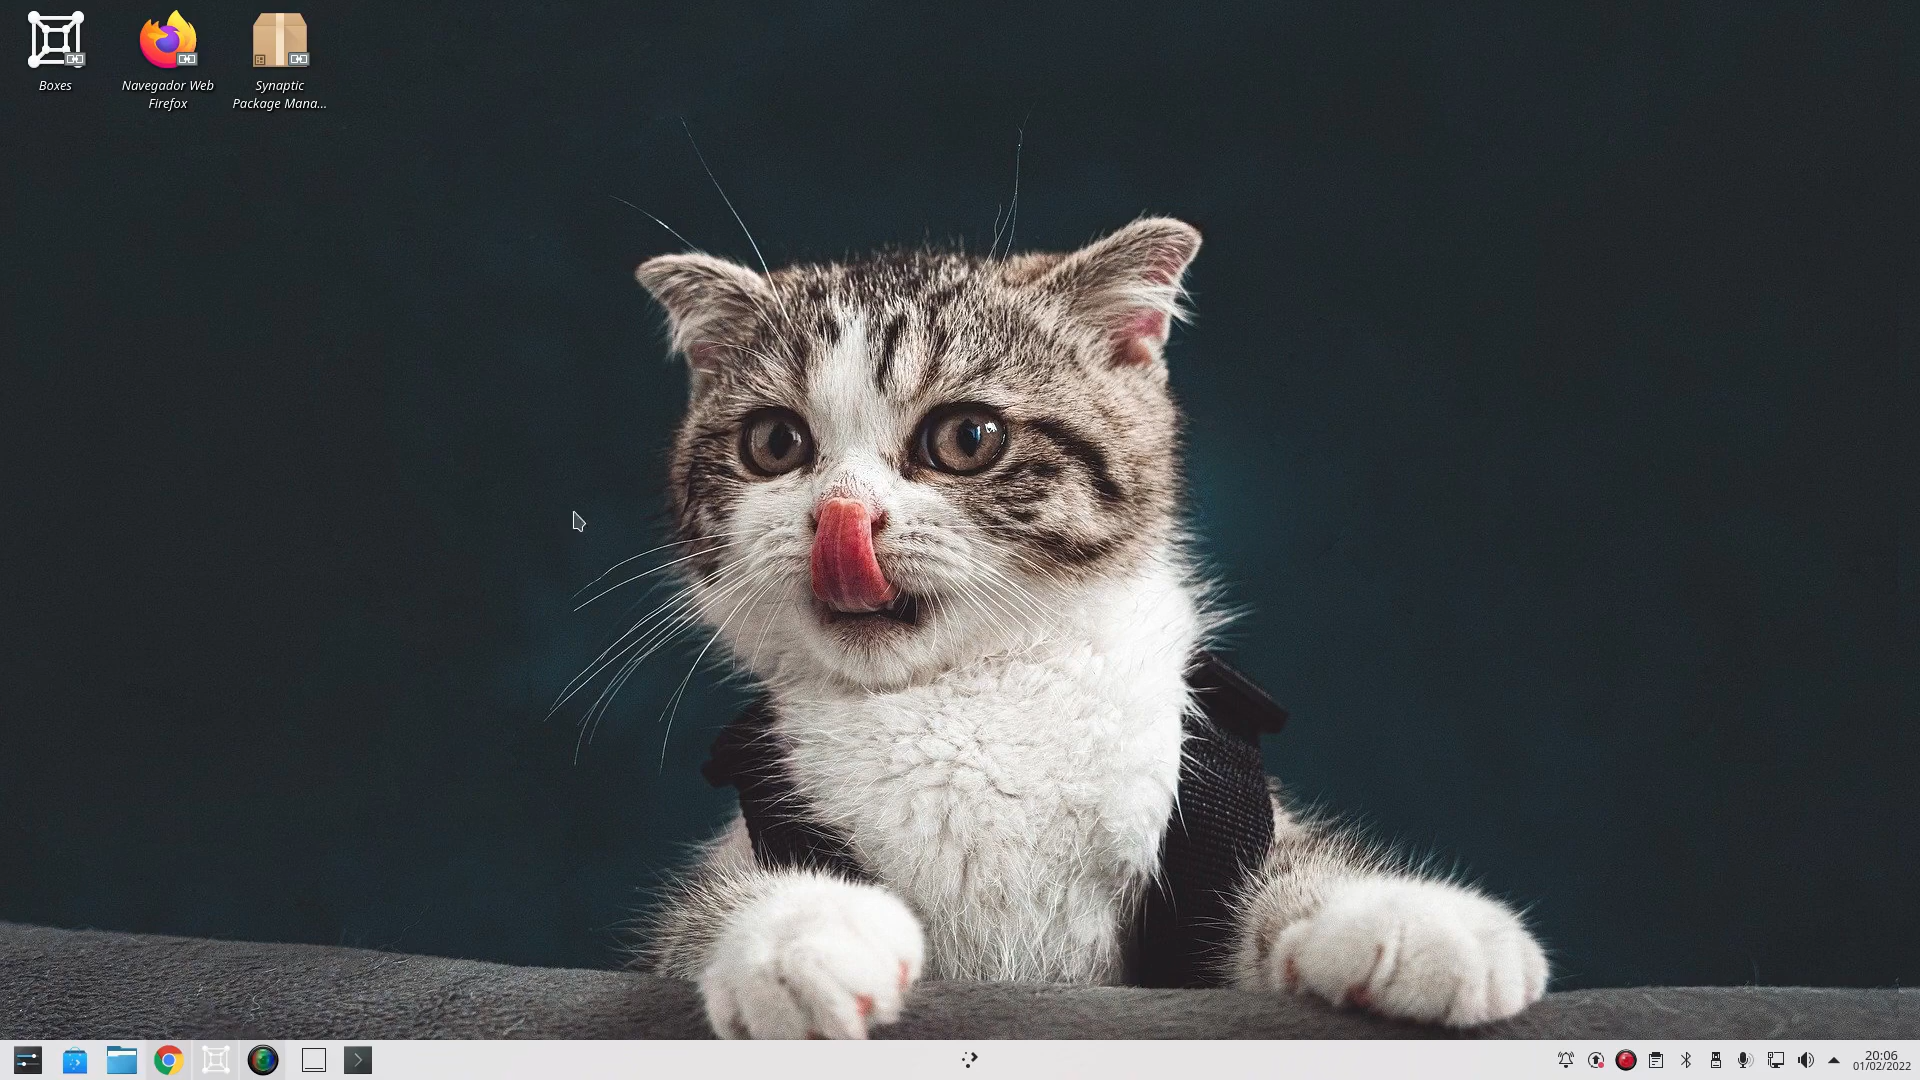 Boxes
Navegador Web
Firefox
Synaptic
Package Mana...
20:06
01/02/2022